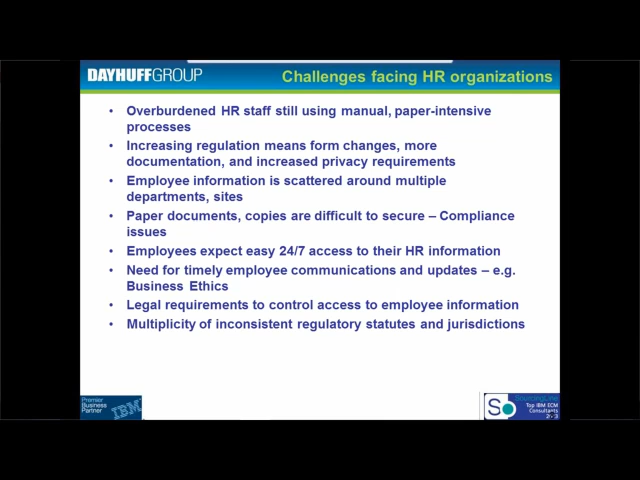 DAYHUFFGROUP
Challenges facing HR organizations
• Overburdened HR staff still using manual, paper-intensive
processes
• Increasing regulation means form changes, more
documentation, and increased privacy requirements
• Employee information is scattered around multiple
departments, sites
• Paper documents, copies are difficult to secure – Compliance
issues
• Employees expect easy 24/7 access to their HR information
• Need for timely employee communications and updates – e.g.
Business Ethics
• Legal requirements to control access to employee information
• Multiplicity of inconsistent regulatory statutes and jurisdictions
Premier
Business
Partner
IBM
SourcingLine
Top IBM ECM
Consultants